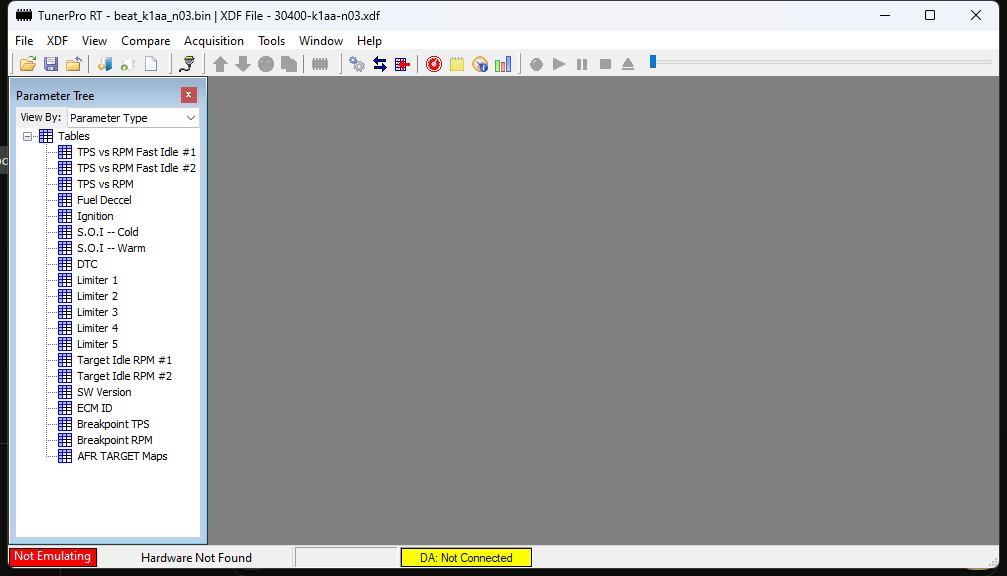 TunerPro RT - beat_k1aa_n03.bin | XDF File - 30400-k1aa-n03.xdf
File XDF View Compare Acquisition Tools Window Help
Parameter Tree
View By: Parameter Type
Tables
TPS vs RPM Fast Idle #1
TPS vs RPM Fast Idle #2
TPS vs RPM
Fuel Deccel
Ignition
S.O.I -- Cold
S.O.I -- Warm
DTC
Limiter 1
Limiter 2
Limiter 3
Limiter 4
Limiter 5
Target Idle RPM #1
Target Idle RPM #2
SW Version
ECM ID
Breakpoint TPS
Breakpoint RPM
AFR TARGET Maps
Not Emulating Hardware Not Found DA: Not Connected